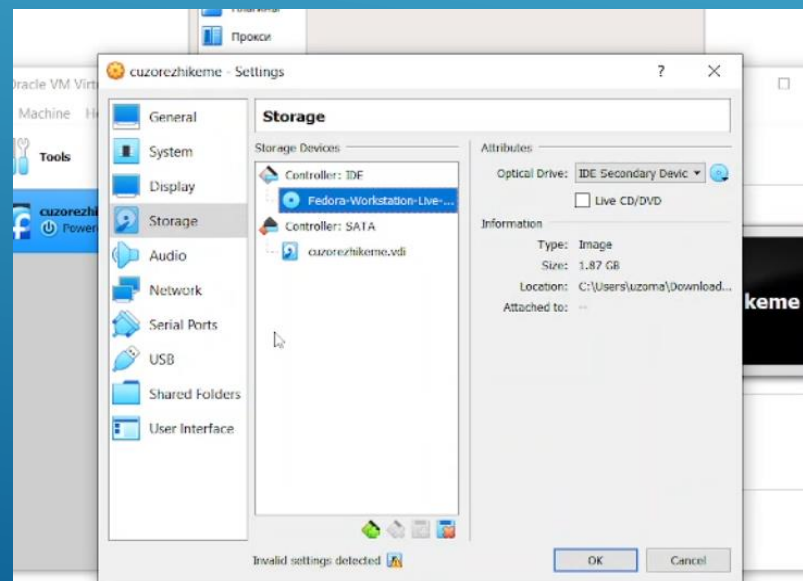 Прокси
cuzorezhikeme - Settings
Oracle VM Virt
Machine
General
Storage
System
Storage Devices
Attributes
Tools
Controller: IDE
Optical Drive: IDE Secondary Devic
Display
Fedora-Workstation-Live-...
Live CD/DVD
cuzorezhi
Storage
Controller: SATA
Information
Power
cuzorezhikeme.vdi
Type: Image
Audio
Size: 1.87 GB
Network
Location: C:\Users\uzoma\Download...
keme
Attached to: --
Serial Ports
USB
Shared Folders
User Interface
Invalid settings detected
OK
Cancel